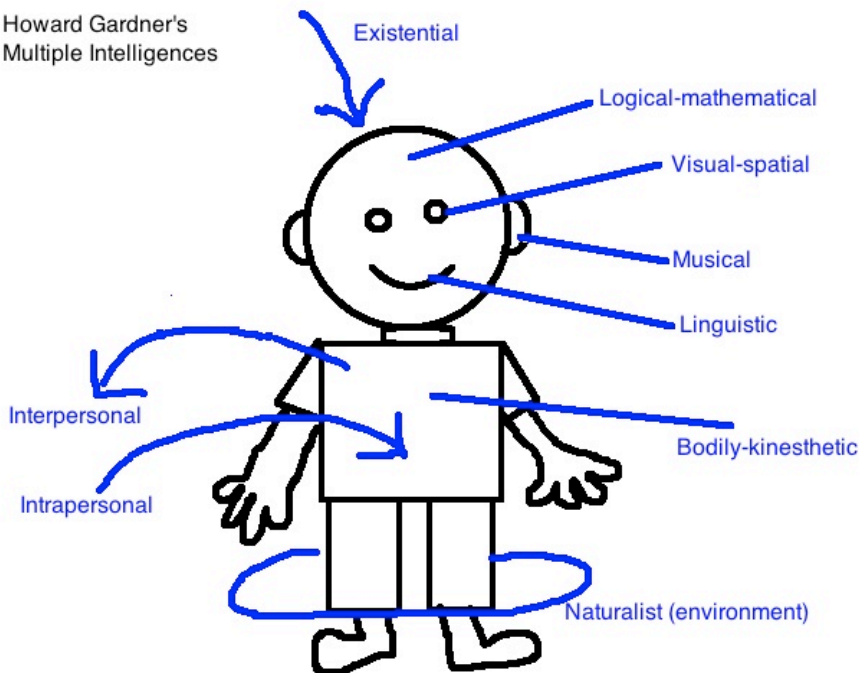 Howard Gardner's
Multiple Intelligences
Existential
Logical-mathematical
Visual-spatial
Musical
Linguistic
Interpersonal
Bodily-kinesthetic
Intrapersonal
Naturalist (environment)